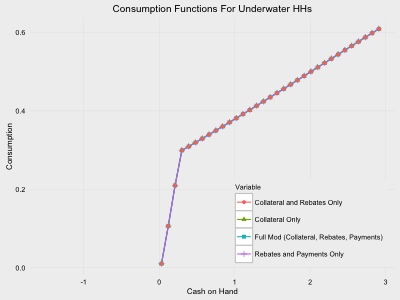 Consumption Functions For Underwater HHs
Consumption
0.6
0.4
0.2
0.0
Variable
Collateral and Rebates Only
Collateral Only
Full Mod (Collateral, Rebates, Payments)
Rebates and Payments Only
-1
0
1
2
3
Cash on Hand